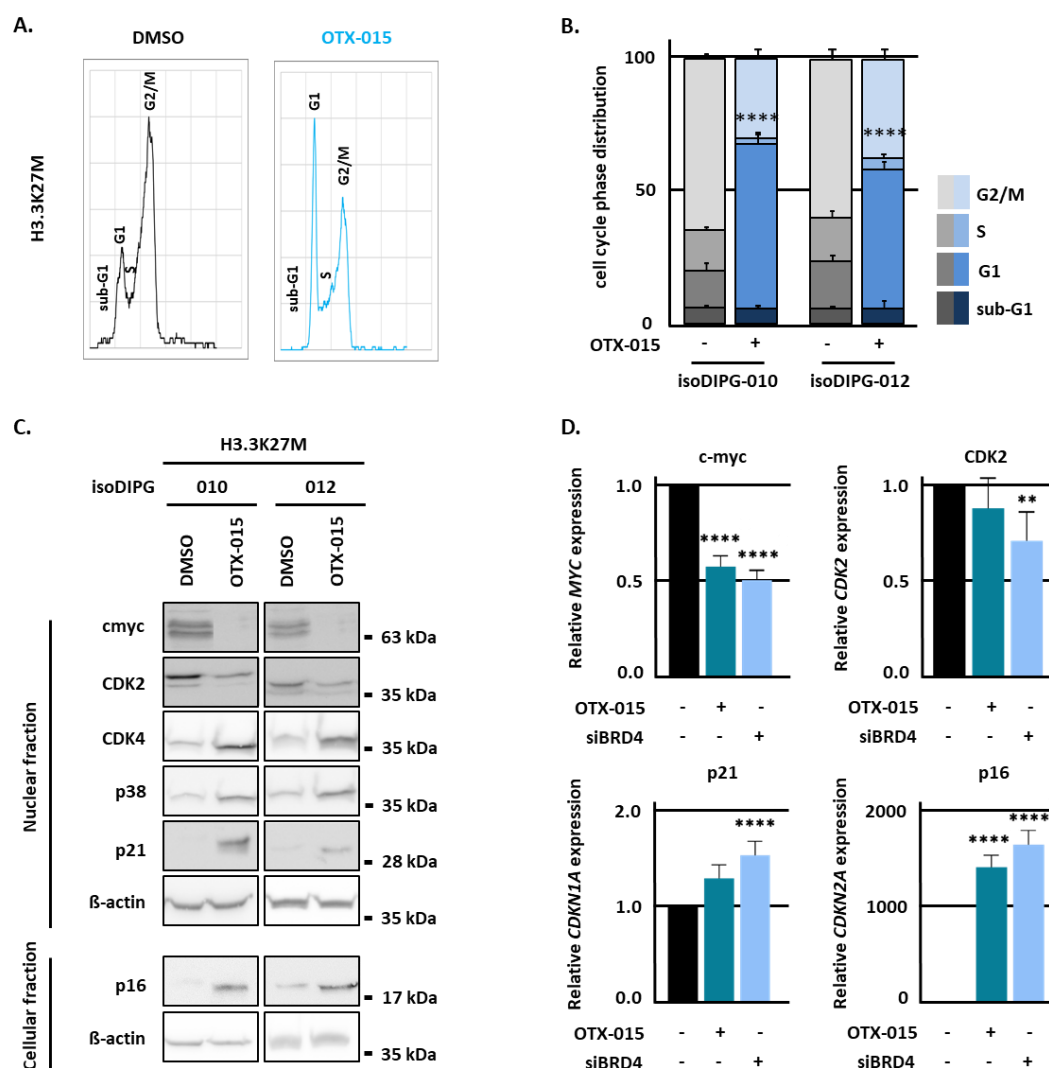 A.
DMSO
OTX-015
H3.3K27M
sub-G1
G1
S
G2/M
sub-G1
G1
S
G2/M
B.
cell cycle phase distribution
100
50
0
****
****
G2/M
S
G1
sub-G1
OTX-015 - + - +
isoDIPG-010 isoDIPG-012
C.
H3.3K27M
isoDIPG 010 012
DMSO OTX-015 DMSO OTX-015
Nuclear fraction
cmyc - 63 kDa
CDK2 - 35 kDa
CDK4 - 35 kDa
p38 - 35 kDa
p21 - 28 kDa
ß-actin - 35 kDa
Cellular fraction
p16 - 17 kDa
ß-actin - 35 kDa
D.
c-myc
Relative MYC expression
1.0
0.5
0.0
**** ****
OTX-015 - + -
siBRD4 - - +
CDK2
Relative CDK2 expression
1.0
0.5
0.0
**
OTX-015 - + -
siBRD4 - - +
p21
Relative CDKN1A expression
2.0
1.0
0.0
****
OTX-015 - + -
siBRD4 - - +
p16
Relative CDKN2A expression
2000
1000
0
**** ****
OTX-015 - + -
siBRD4 - - +